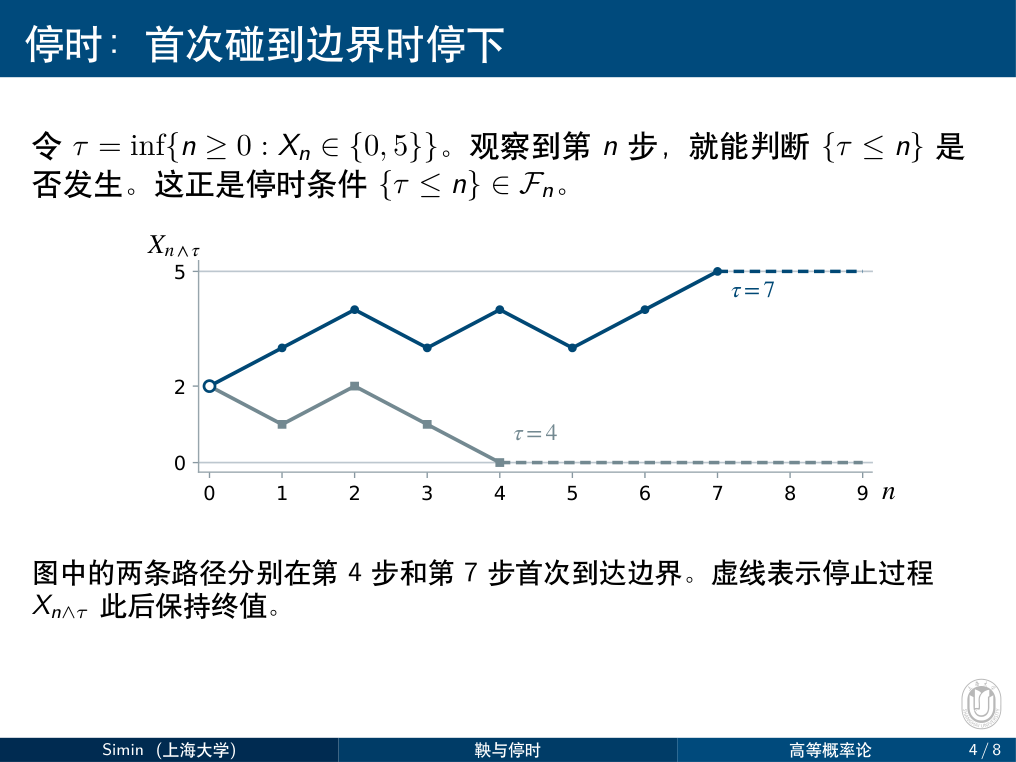 停时：首次碰到边界时停下
令 τ = inf{n ≥ 0 : Xₙ ∈ {0, 5}}。观察到第 n 步，就能判断 {τ ≤ n} 是
否发生。这正是停时条件 {τ ≤ n} ∈ ℱₙ。
Xₙ∧τ
5
τ=7
2
τ=4
0
0 1 2 3 4 5 6 7 8 9 n
图中的两条路径分别在第 4 步和第 7 步首次到达边界。虚线表示停止过程
Xₙ∧τ 此后保持终值。
Simin（上海大学） 鞅与停时 高等概率论 4 / 8